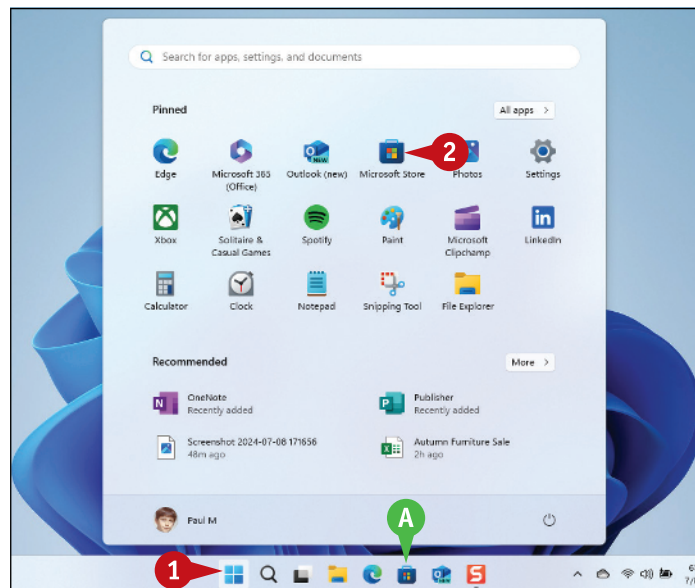 Search for apps, settings, and documents
Pinned
All apps >
2
Edge
Microsoft 365
(Office)
NEW
Outlook (new)
Microsoft Store
Photos
Settings
Xbox
Solitaire &
Casual Games
Spotify
Paint
Microsoft
Clipchamp
in
LinkedIn
Calculator
Clock
Notepad
Snipping Tool
File Explorer
Recommended
More >
N
OneNote
Recently added
P
Publisher
Recently added
Screenshot 2024-07-08 171656
48m ago
Autumn Furniture Sale
2h ago
Paul M
A
1
S